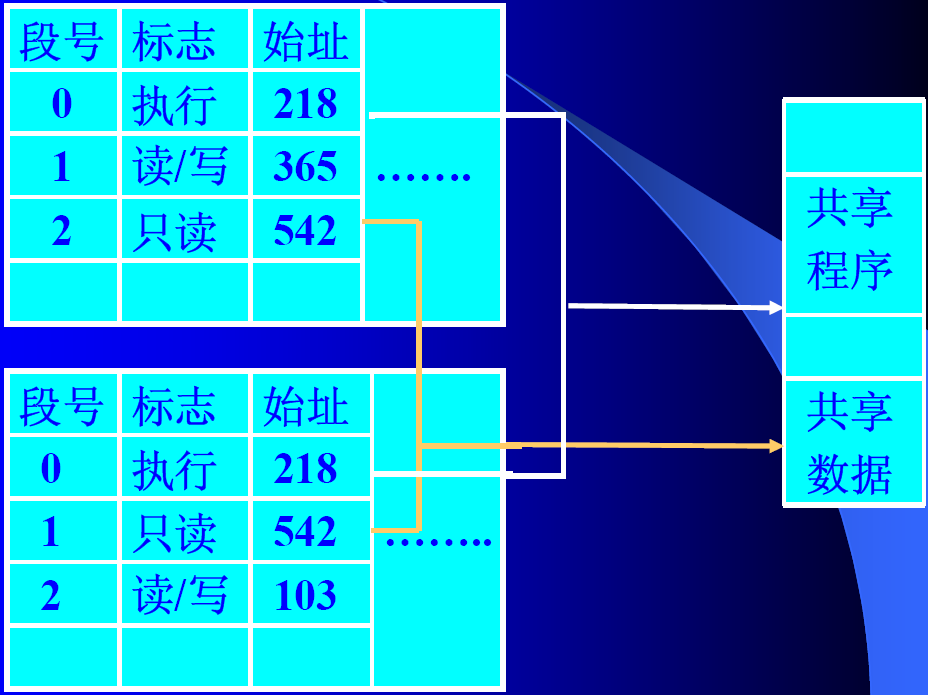 段号 标志 始址
0 执行 218
1 读/写 365 …….
2 只读 542
段号 标志 始址
0 执行 218
1 只读 542 ……..
2 读/写 103
共享
程序
共享
数据